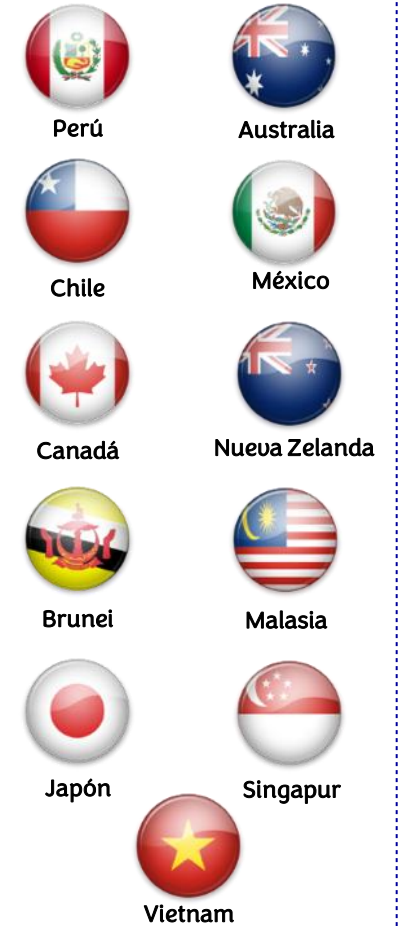 Perú
Australia
Chile
México
Canadá
Nueva Zelanda
Brunei
Malasia
Japón
Singapur
Vietnam